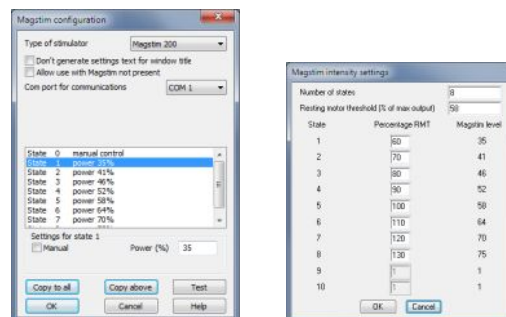 Magstim configuration
Type of stimulator Magstim 200
Don't generate settings text for window title
Allow use with Magstim not present
Com port for communications COM 1
State 0 manual control
State 1 power 35%
State 2 power 41%
State 3 power 46%
State 4 power 52%
State 5 power 58%
State 6 power 64%
State 7 power 70%
Settings for state 1
Manual Power (%) 35
Copy to all Copy above Test
OK Cancel Help
Magstim intensity settings
Number of states 8
Resting motor threshold (% of max output) 58
State Percentage RMT Magstim level
1 60 35
2 70 41
3 80 46
4 90 52
5 100 58
6 110 64
7 120 70
8 130 75
9 1 1
10 1 1
OK Cancel